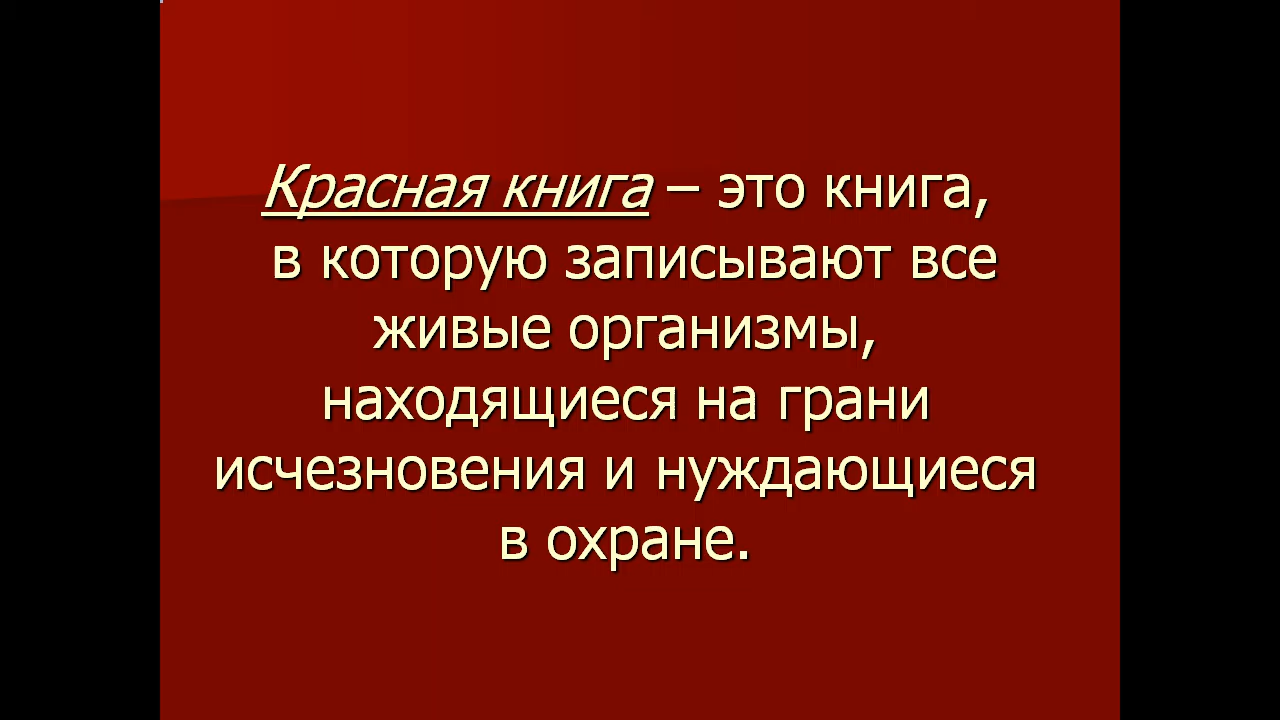 Красная книга – это книга,
в которую записывают все
живые организмы,
находящиеся на грани
исчезновения и нуждающиеся
в охране.